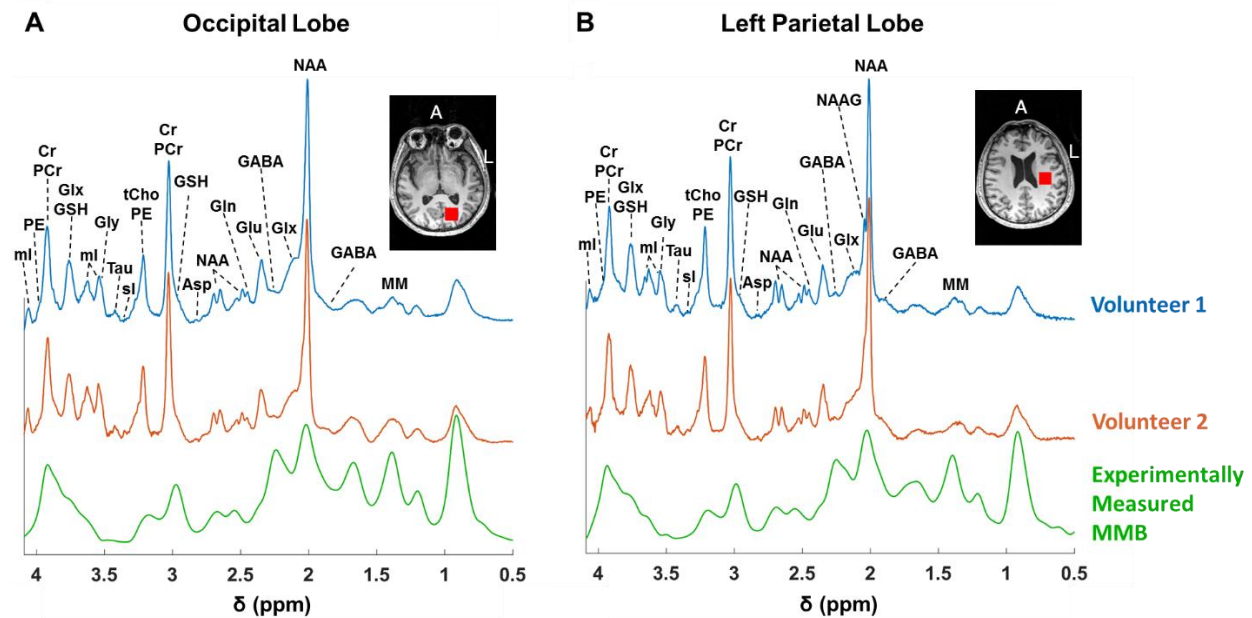 A Occipital Lobe
NAA
A
L
Cr
PCr
Cr
PCr
GABA
Glx
GSH
tCho
PE
GSH
Gln
PE
Gly
Glu
Glx
mI
mI
Tau
sI
NAA
Asp
GABA
MM
4 3.5 3 2.5 2 1.5 1 0.5
δ (ppm)
B Left Parietal Lobe
NAA
NAAG
A
L
Cr
PCr
Cr
PCr
GABA
Glx
GSH
tCho
PE
GSH
Gln
PE
Gly
Glu
Glx
mI
mI
Tau
sI
NAA
Asp
GABA
MM
4 3.5 3 2.5 2 1.5 1 0.5
δ (ppm)
Volunteer 1
Volunteer 2
Experimentally
Measured
MMB